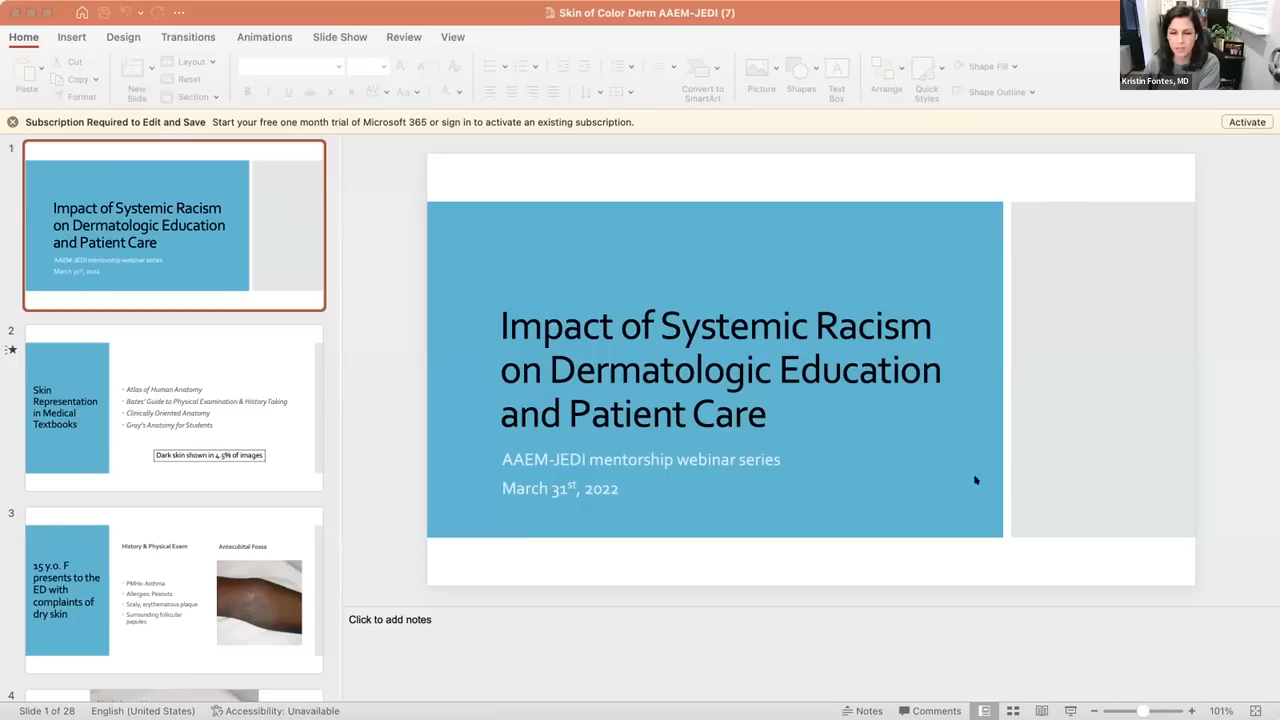 Skin of Color Derm AAEM-JEDI (7)
Home Insert Design Transitions Animations Slide Show Review View
Paste
Cut
Copy
Format
New Slide
Layout
Reset
Section
Convert to SmartArt
Picture
Shapes
Text Box
Arrange
Quick Styles
Shape Fill
Shape Outline
Kristin Fontes, MD
Subscription Required to Edit and Save Start your free one month trial of Microsoft 365 or sign in to activate an existing subscription.
Activate
1
Impact of Systemic Racism
on Dermatologic Education
and Patient Care
AAEM-JEDI mentorship webinar series
March 31st, 2022
2
Skin
Representation
in Medical
Textbooks
· Atlas of Human Anatomy
· Bates' Guide to Physical Examination & History Taking
· Clinically Oriented Anatomy
· Gray's Anatomy for Students
Dark skin shown in 4.5% of images
3
15 y.o. F
presents to the
ED with
complaints of
dry skin
History & Physical Exam
Antecubital Fossa
· PMHx: Asthma
· Allergies: Peanuts
· Scaly, erythematous plaque
· Surrounding follicular
papules
4
Impact of Systemic Racism
on Dermatologic Education
and Patient Care
AAEM-JEDI mentorship webinar series
March 31st, 2022
Click to add notes
Slide 1 of 28 English (United States) Accessibility: Unavailable
Notes Comments 101%